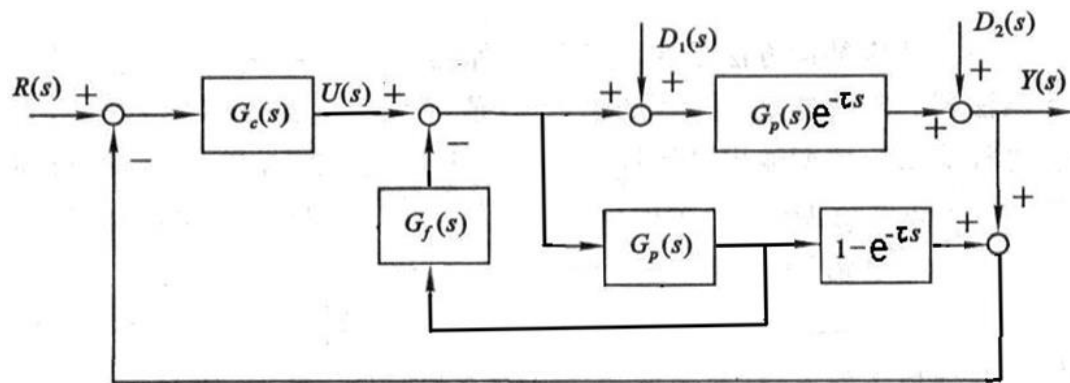 D₁(s)
D₂(s)
R(s)
+
G_c(s)
U(s)
+
+
+
G_p(s)e^{-τs}
+
+
Y(s)
−
−
G_f(s)
G_p(s)
1−e^{-τs}
+
+